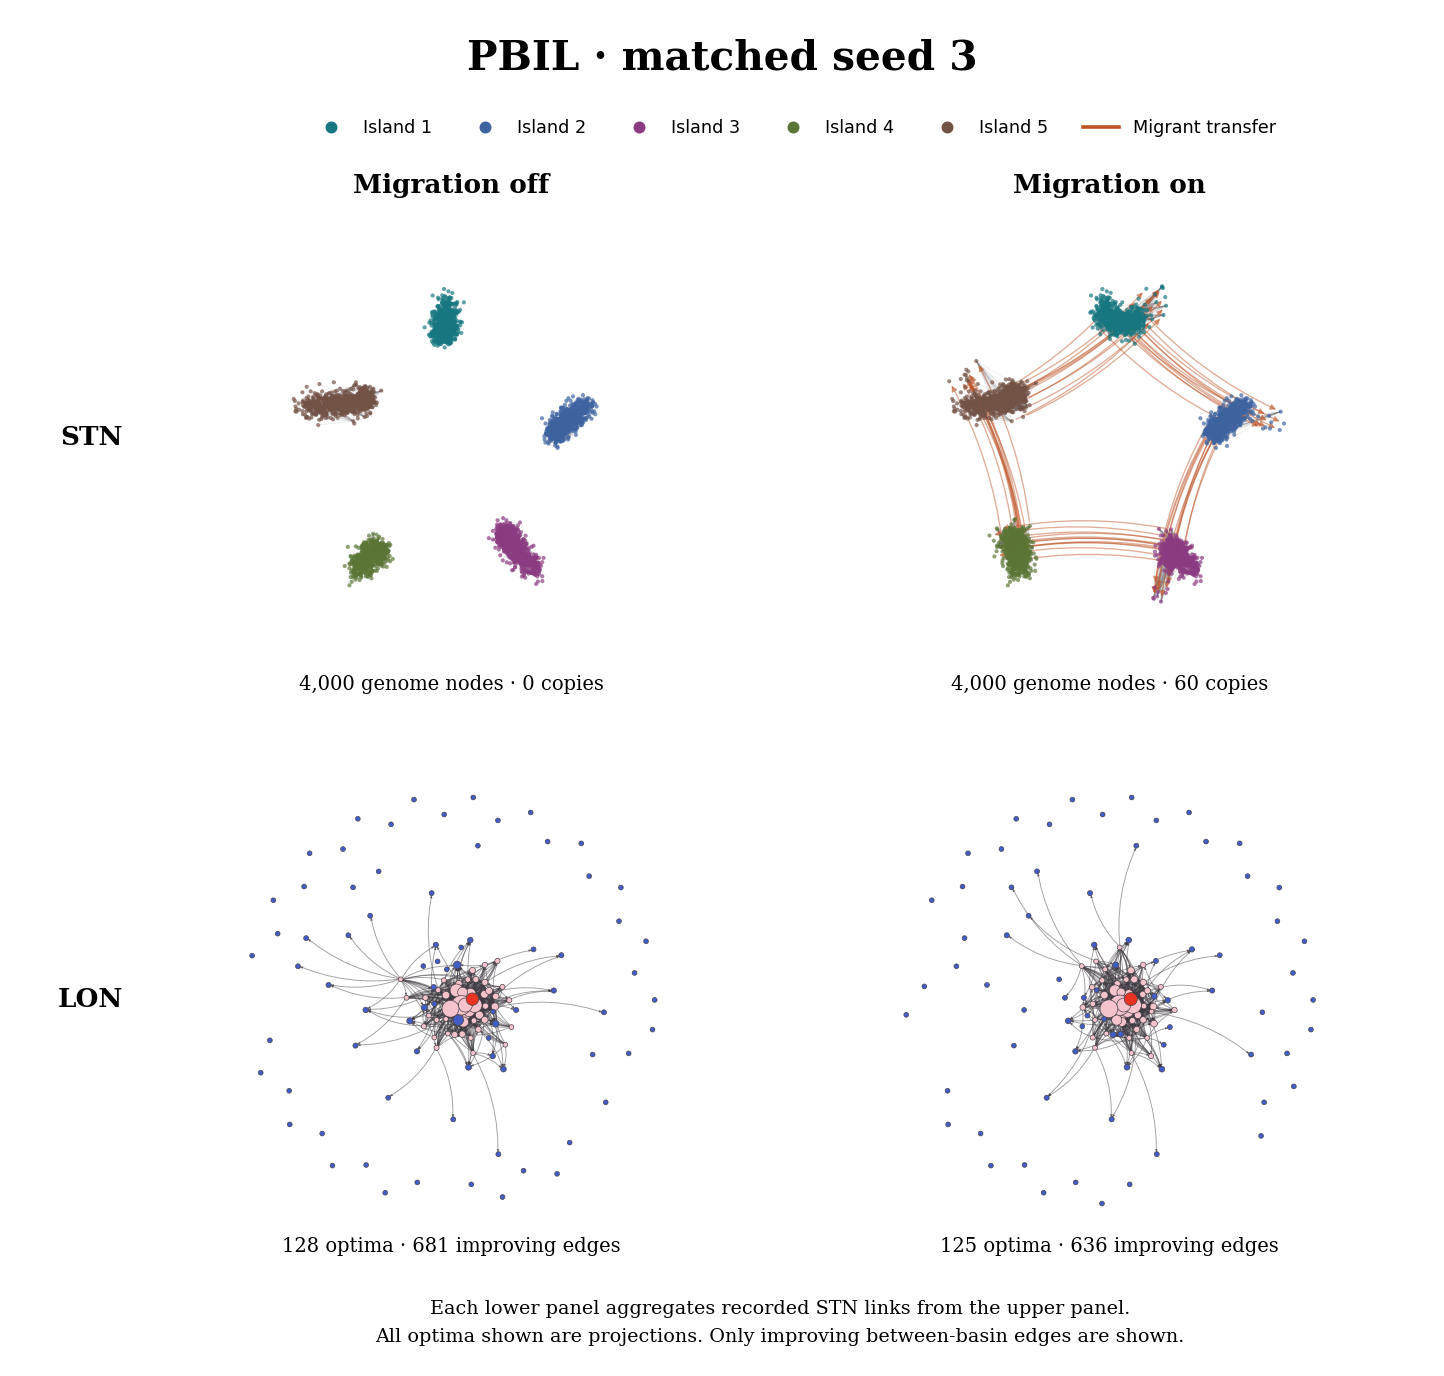 PBIL · matched seed 3
Island 1 Island 2 Island 3 Island 4 Island 5 Migrant transfer
Migration off Migration on
STN
4,000 genome nodes · 0 copies 4,000 genome nodes · 60 copies
LON
128 optima · 681 improving edges 125 optima · 636 improving edges
Each lower panel aggregates recorded STN links from the upper panel.
All optima shown are projections. Only improving between-basin edges are shown.